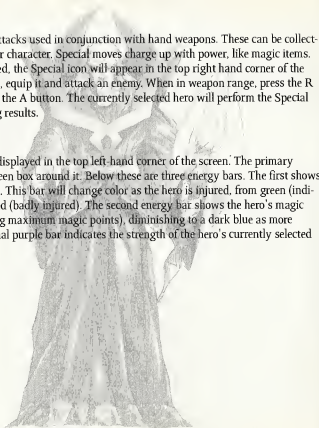 ttacks used in conjunction with hand weapons. These can be collect-
r character. Special moves charge up with power, like magic items.
ed, the Special icon will appear in the top right hand corner of the
, equip it and attack an enemy. When in weapon range, press the R
the A button. The currently selected hero will perform the Special
g results.
displayed in the top left-hand corner of the screen. The primary
een box around it. Below these are three energy bars. The first shows
. This bar will change color as the hero is injured, from green (indi-
d (badly injured). The second energy bar shows the hero's magic
ng maximum magic points), diminishing to a dark blue as more
nal purple bar indicates the strength of the hero's currently selected